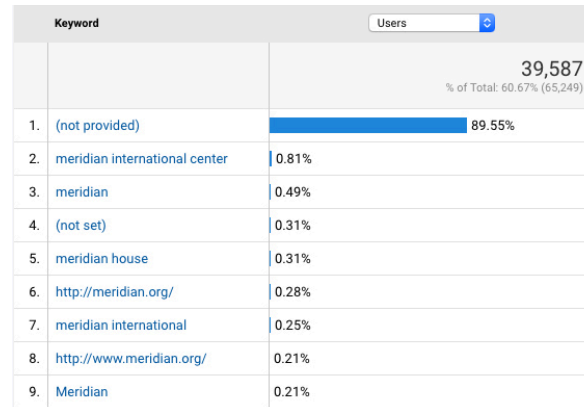 Keyword Users
39,587
% of Total: 60.67% (65,249)
1. (not provided) 89.55%
2. meridian international center 0.81%
3. meridian 0.49%
4. (not set) 0.31%
5. meridian house 0.31%
6. http://meridian.org/ 0.28%
7. meridian international 0.25%
8. http://www.meridian.org/ 0.21%
9. Meridian 0.21%